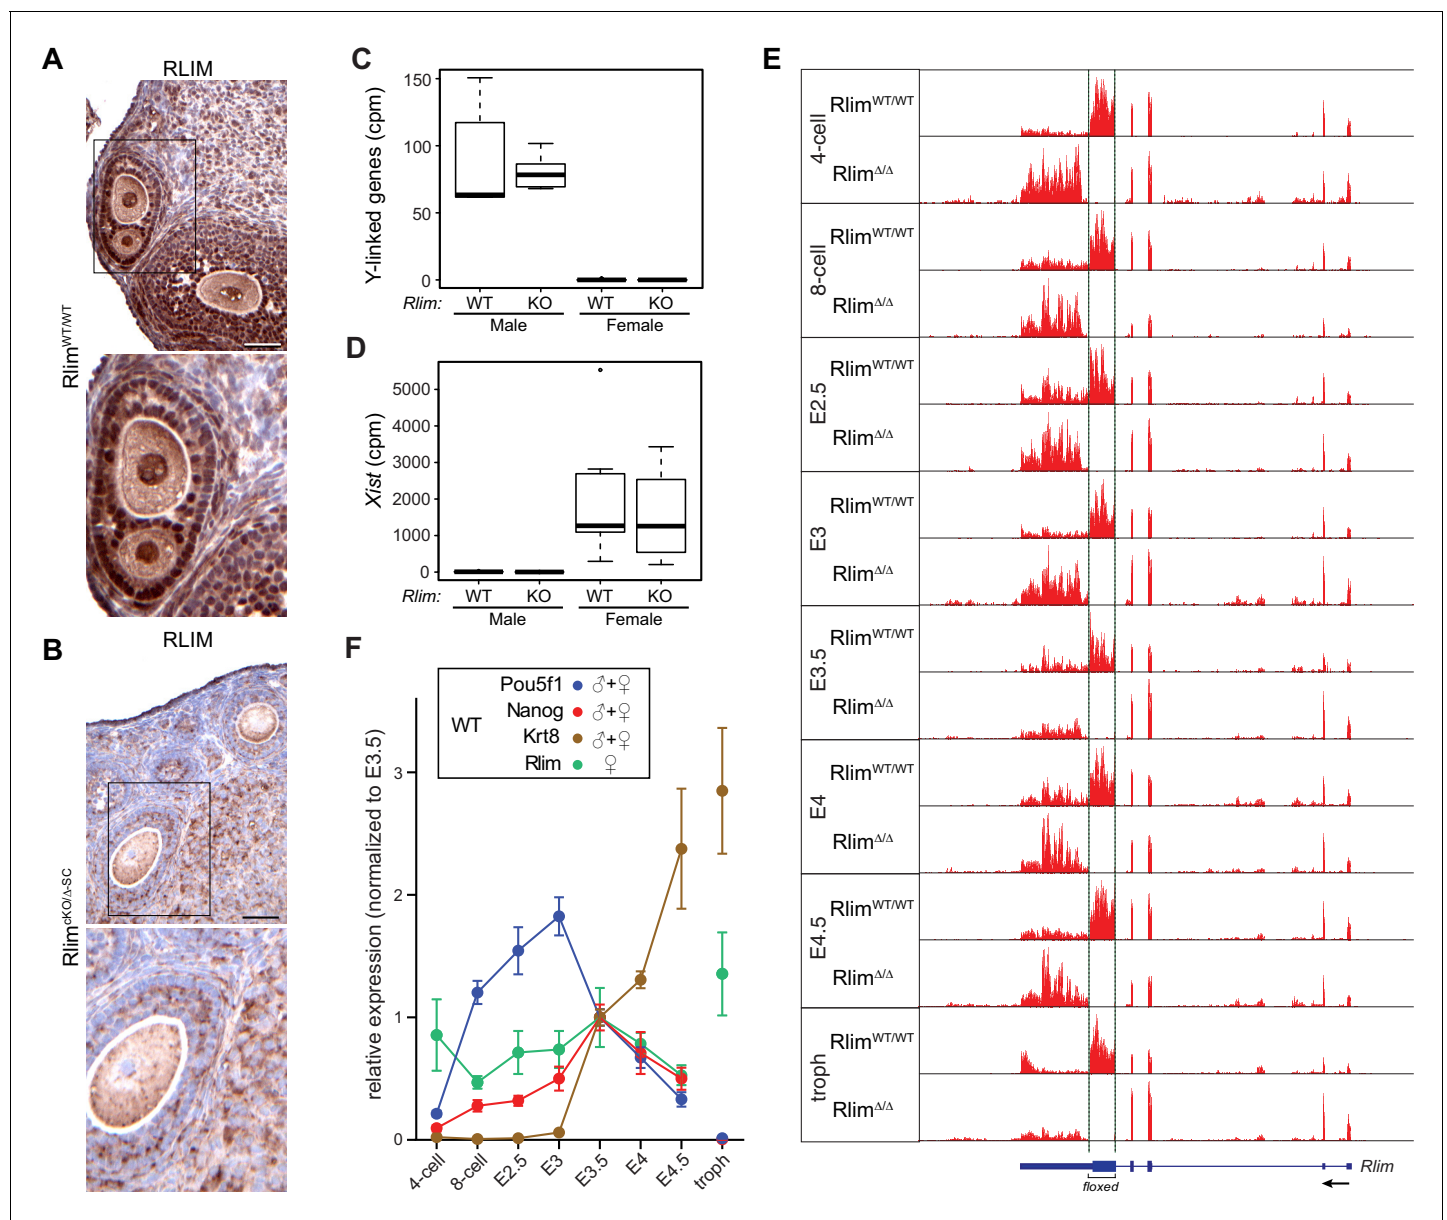 A
RLIM
Rlim^WT/WT
B
RLIM
Rlim^cKO/Δ-SC
C
Y-linked genes (cpm)
150
100
50
0
Rlim: WT KO WT KO
Male Female
D
Xist (cpm)
5000
4000
3000
2000
1000
0
Rlim: WT KO WT KO
Male Female
F
WT
Pou5f1 ♂+♀
Nanog ♂+♀
Krt8 ♂+♀
Rlim ♀
relative expression (normalized to E3.5)
3
2
1
0
4-cell 8-cell E2.5 E3 E3.5 E4 E4.5 troph
E
4-cell
Rlim^WT/WT
Rlim^Δ/Δ
8-cell
Rlim^WT/WT
Rlim^Δ/Δ
E2.5
Rlim^WT/WT
Rlim^Δ/Δ
E3
Rlim^WT/WT
Rlim^Δ/Δ
E3.5
Rlim^WT/WT
Rlim^Δ/Δ
E4
Rlim^WT/WT
Rlim^Δ/Δ
E4.5
Rlim^WT/WT
Rlim^Δ/Δ
troph
Rlim^WT/WT
Rlim^Δ/Δ
Rlim
floxed